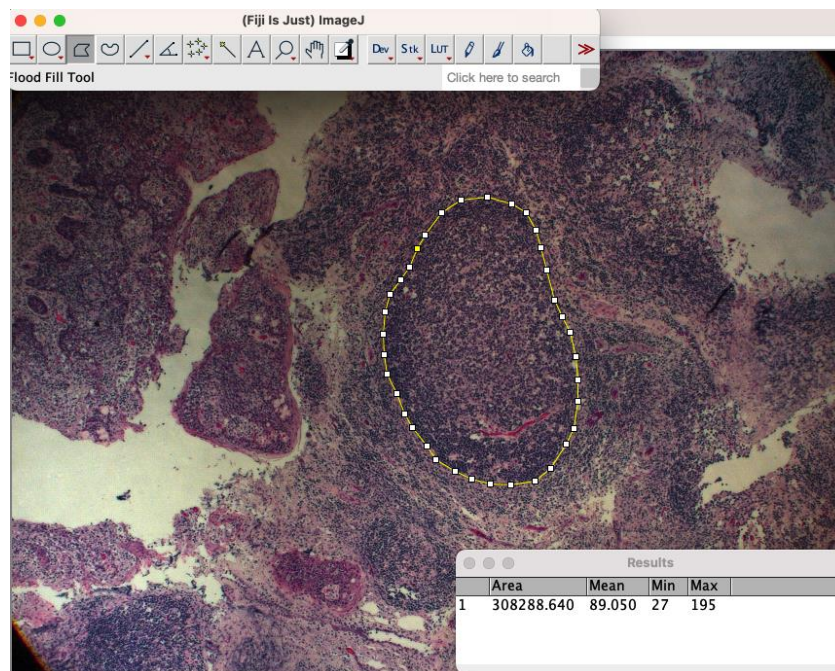 (Fiji Is Just) ImageJ
A Dev Stk LUT >>
Flood Fill Tool Click here to search
Results
Area Mean Min Max
1 308288.640 89.050 27 195